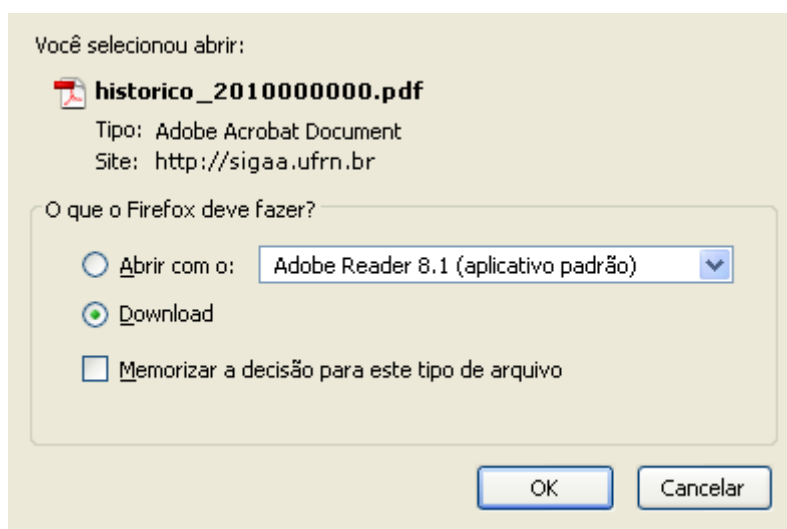 Você selecionou abrir:
historico_2010000000.pdf
Tipo: Adobe Acrobat Document
Site: http://sigaa.ufrn.br
O que o Firefox deve fazer?
Abrir com o: Adobe Reader 8.1 (aplicativo padrão)
Download
Memorizar a decisão para este tipo de arquivo
OK Cancelar